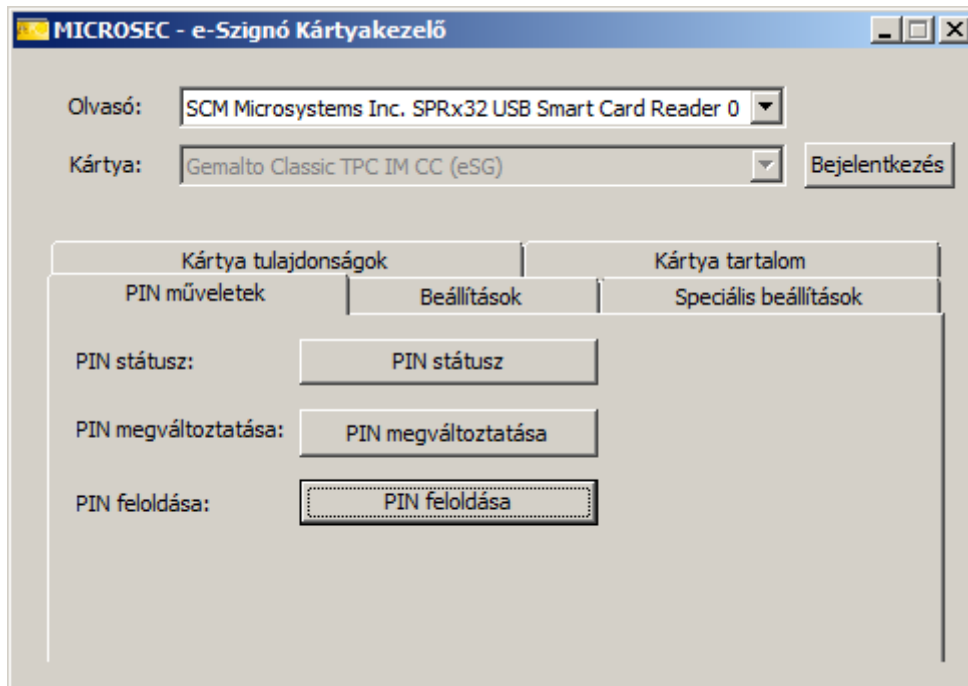 MICROSEC - e-Szignó Kártyakezelő
Olvasó: SCM Microsystems Inc. SPRx32 USB Smart Card Reader 0
Kártya: Gemalto Classic TPC IM CC (eSG) Bejelentkezés
Kártya tulajdonságok Kártya tartalom
PIN műveletek Beállítások Speciális beállítások
PIN státusz: PIN státusz
PIN megváltoztatása: PIN megváltoztatása
PIN feloldása: PIN feloldása